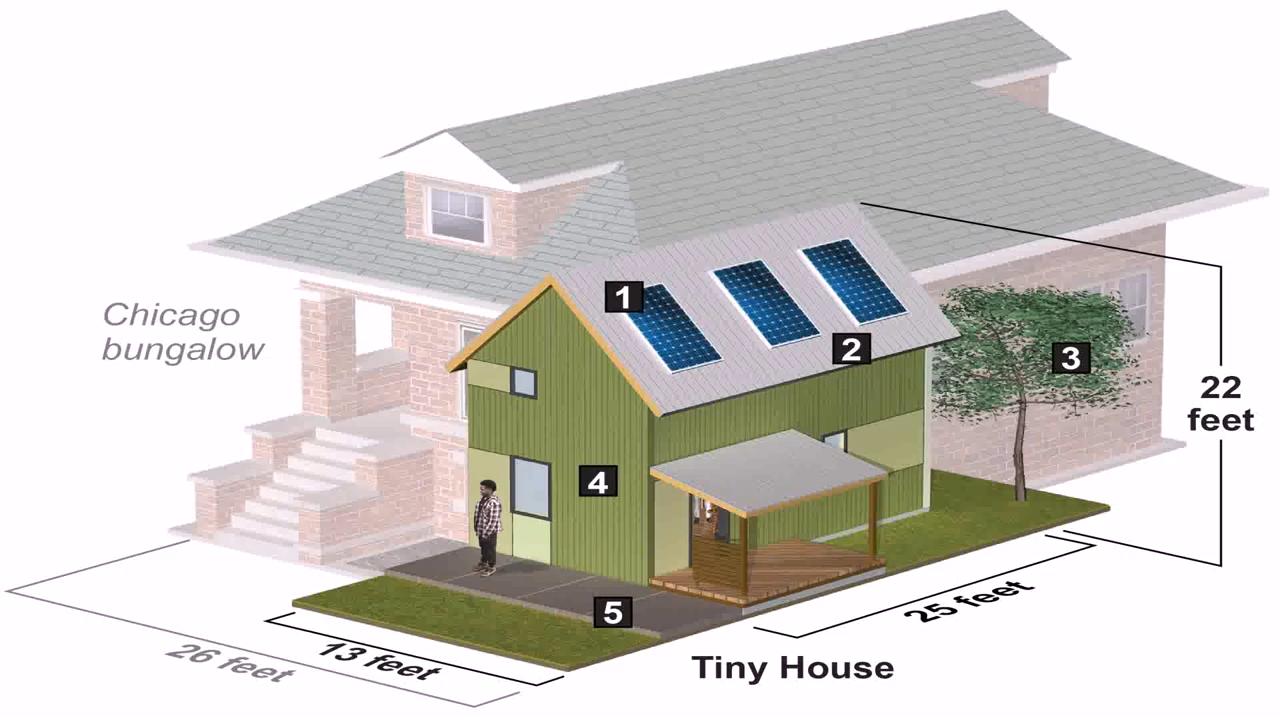 Chicago
bungalow
1
2
3
22
feet
4
5
25 feet
13 feet
26 feet
Tiny House